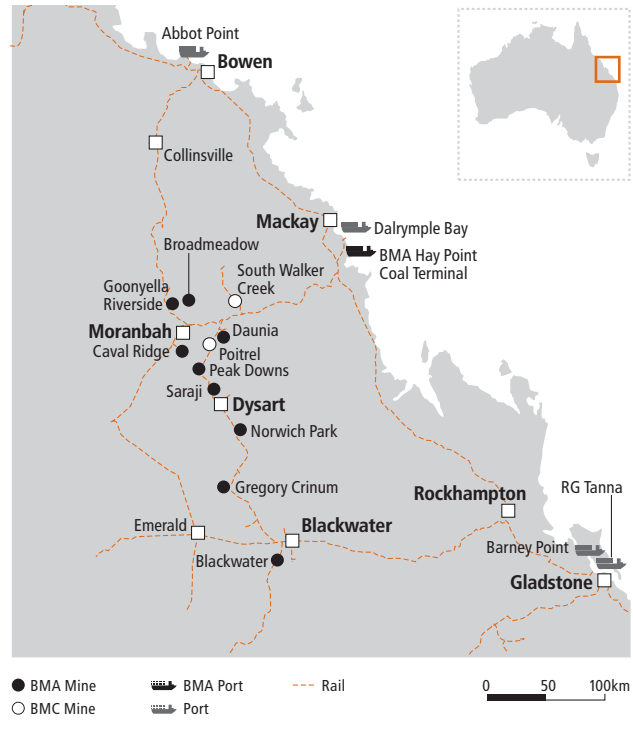 Abbot Point
Bowen
Collinsville
Mackay
Dalrymple Bay
Broadmeadow
BMA Hay Point
Coal Terminal
South Walker
Creek
Goonyella
Riverside
Moranbah
Daunia
Caval Ridge
Poitrel
Peak Downs
Saraji
Dysart
Norwich Park
Gregory Crinum
Rockhampton
RG Tanna
Emerald
Blackwater
Barney Point
Blackwater
Gladstone
BMA Mine
BMA Port
Rail
0 50 100km
BMC Mine
Port